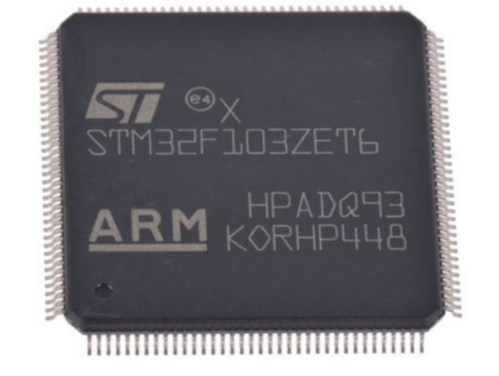 ST e4 X
STM32F103ZET6
HPADQ93
ARM KORHP448